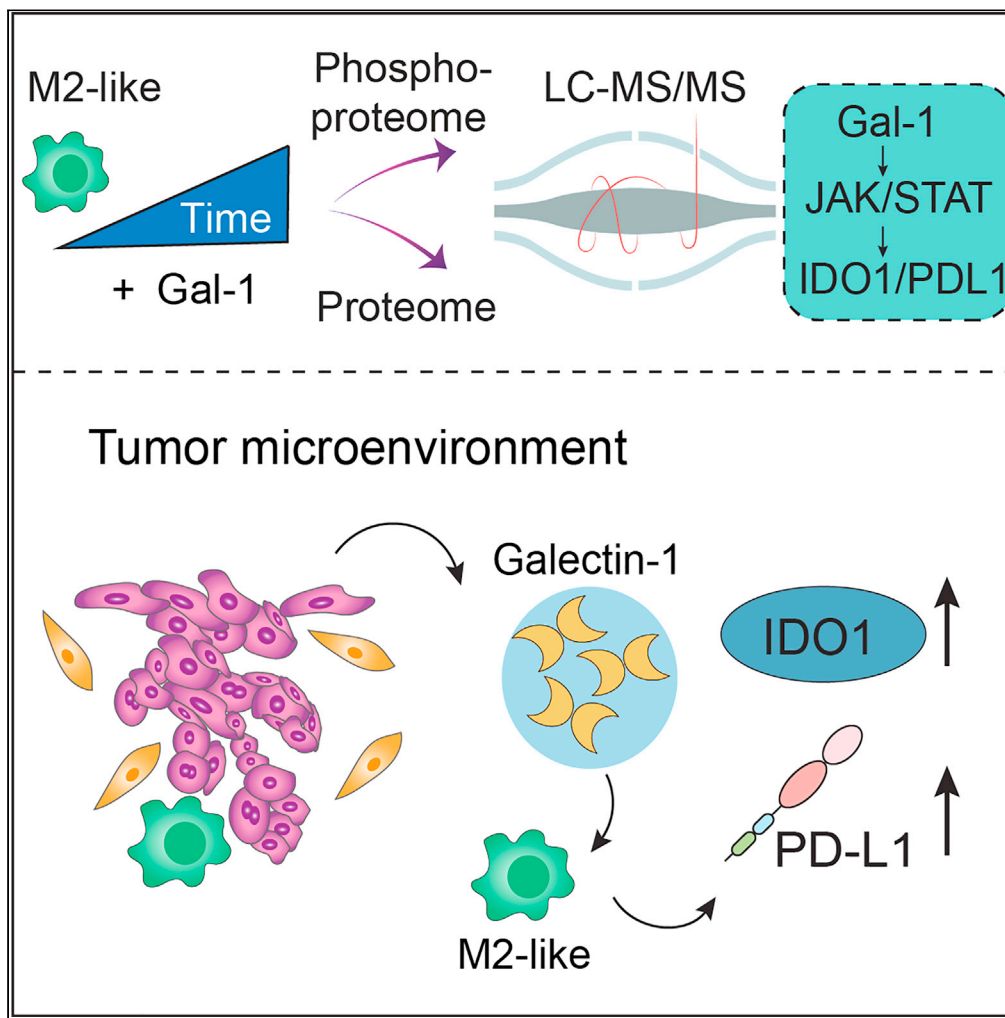 M2-like
Time
+ Gal-1
Phospho-
proteome
Proteome
LC-MS/MS
Gal-1
JAK/STAT
IDO1/PDL1
Tumor microenvironment
Galectin-1
IDO1
PD-L1
M2-like